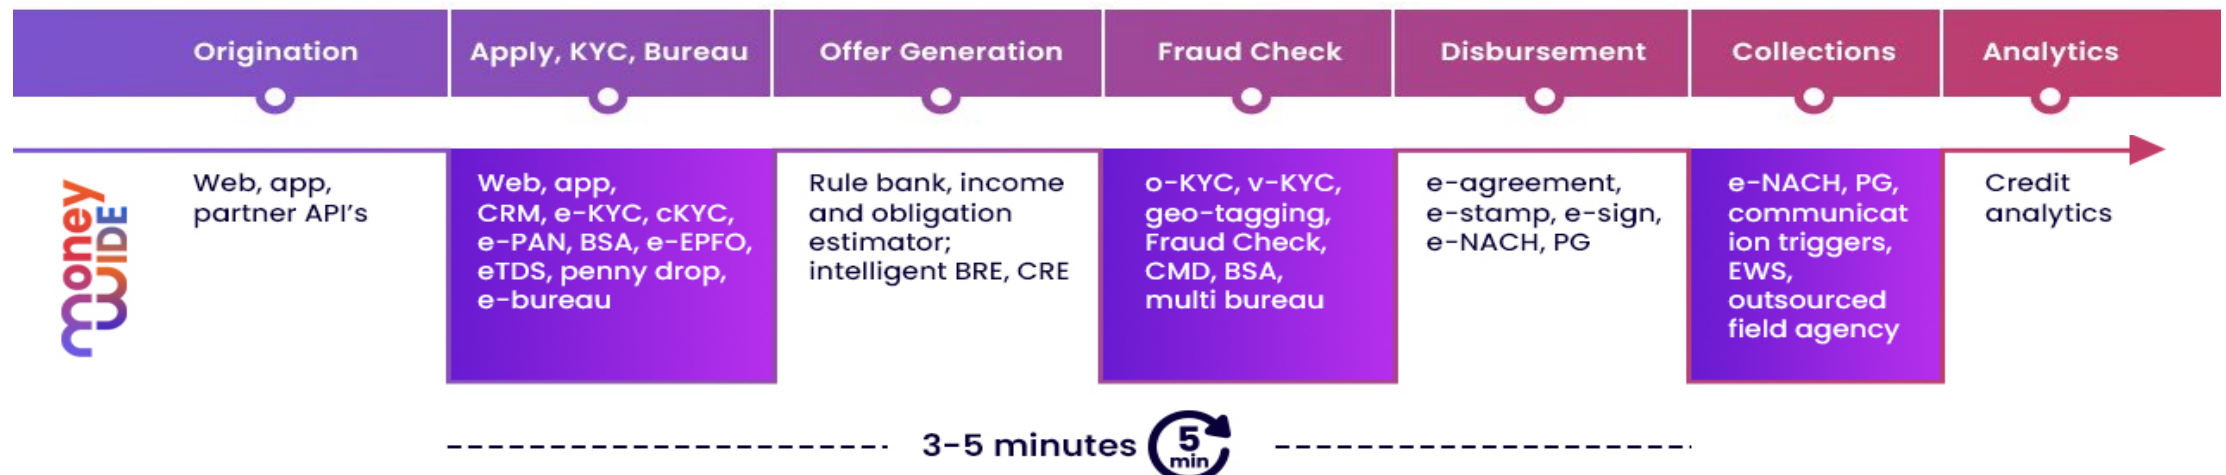 Origination
Apply, KYC, Bureau
Offer Generation
Fraud Check
Disbursement
Collections
Analytics
money
WIDE
Web, app,
partner API's
Web, app,
CRM, e-KYC, cKYC,
e-PAN, BSA, e-EPFO,
eTDS, penny drop,
e-bureau
Rule bank, income
and obligation
estimator;
intelligent BRE, CRE
o-KYC, v-KYC,
geo-tagging,
Fraud Check,
CMD, BSA,
multi bureau
e-agreement,
e-stamp, e-sign,
e-NACH, PG
e-NACH, PG,
communicat
ion triggers,
EWS,
outsourced
field agency
Credit
analytics
3-5 minutes
5
min